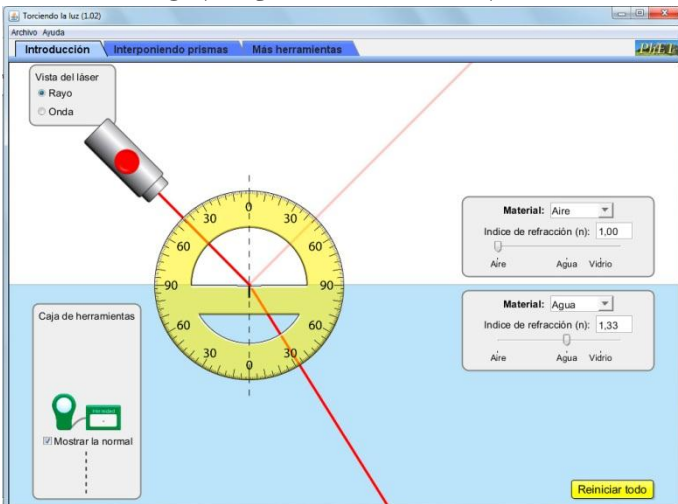 Torciendo la luz (1.02)
Archivo Ayuda
Introducción Interponiendo prismas Más herramientas
PhET
Vista del láser
Rayo
Onda
Material: Aire
Indice de refracción (n): 1,00
Aire Agua Vidrio
Material: Agua
Indice de refracción (n): 1,33
Aire Agua Vidrio
0
30 30
60 60
90 90
60 60
30 30
0
Caja de herramientas
Mostrar la normal
Reiniciar todo